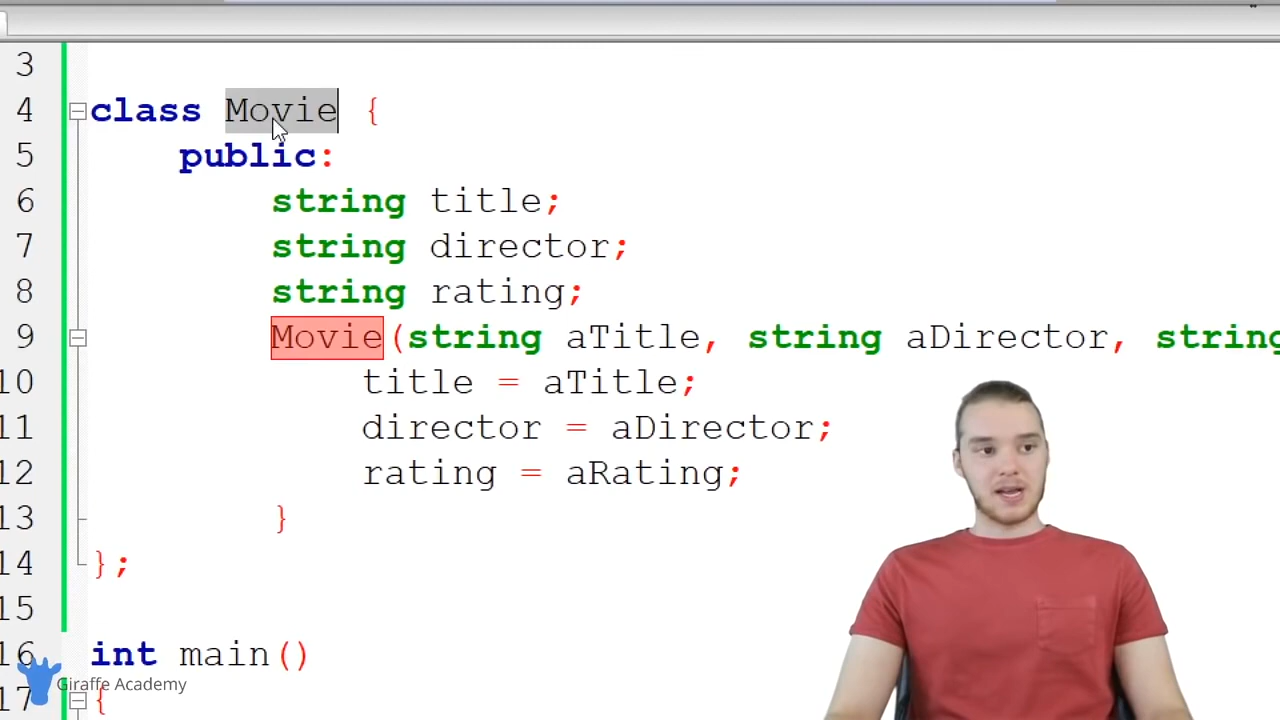 3
4 class Movie {
5 public:
6 string title;
7 string director;
8 string rating;
9 Movie(string aTitle, string aDirector, string
10 title = aTitle;
11 director = aDirector;
12 rating = aRating;
13 }
14 };
15
16 int main()
17 {
Giraffe Academy